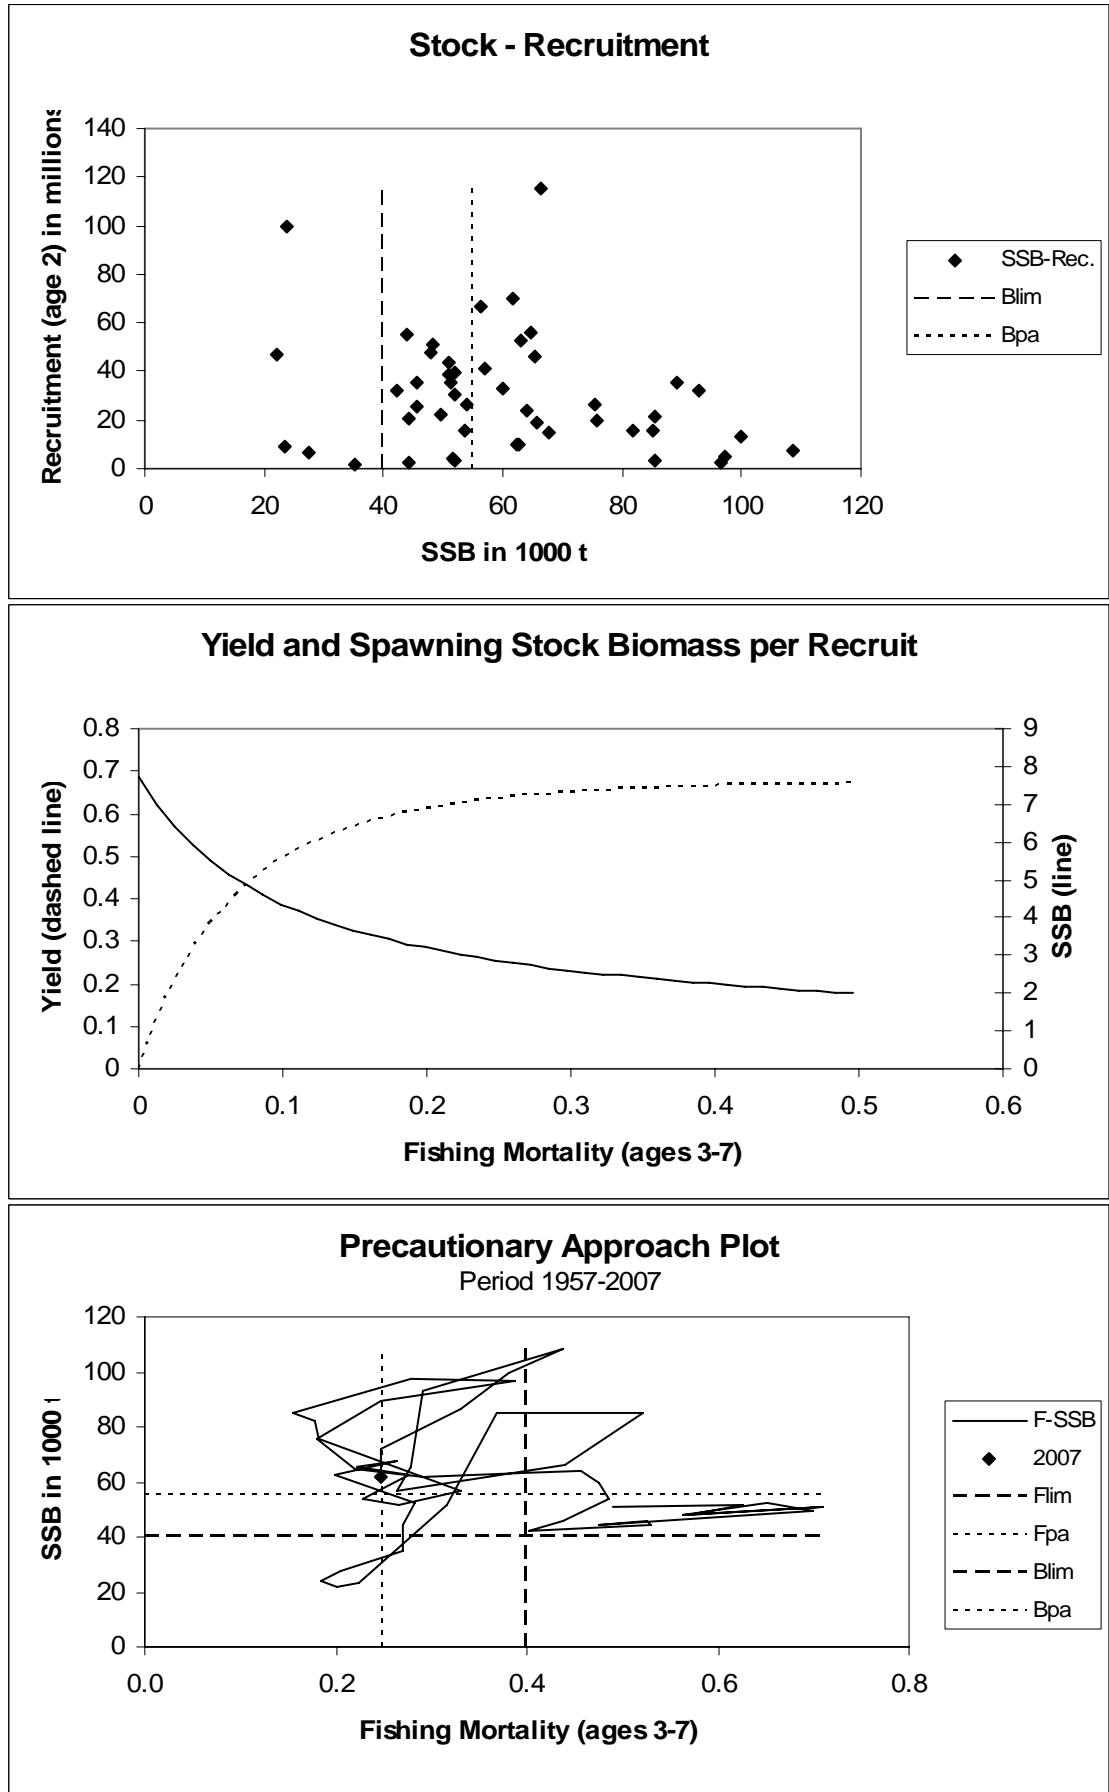 Stock - Recruitment
Recruitment (age 2) in millions
140
120
100
80
60
40
20
0
0 20 40 60 80 100 120
SSB in 1000 t
SSB-Rec.
Blim
Bpa
Yield and Spawning Stock Biomass per Recruit
Yield (dashed line)
0.8
0.7
0.6
0.5
0.4
0.3
0.2
0.1
0
9
8
7
6
5
4
3
2
1
0
SSB (line)
0 0.1 0.2 0.3 0.4 0.5 0.6
Fishing Mortality (ages 3-7)
Precautionary Approach Plot
Period 1957-2007
SSB in 1000 t
120
100
80
60
40
20
0
0.0 0.2 0.4 0.6 0.8
Fishing Mortality (ages 3-7)
F-SSB
2007
Flim
Fpa
Blim
Bpa